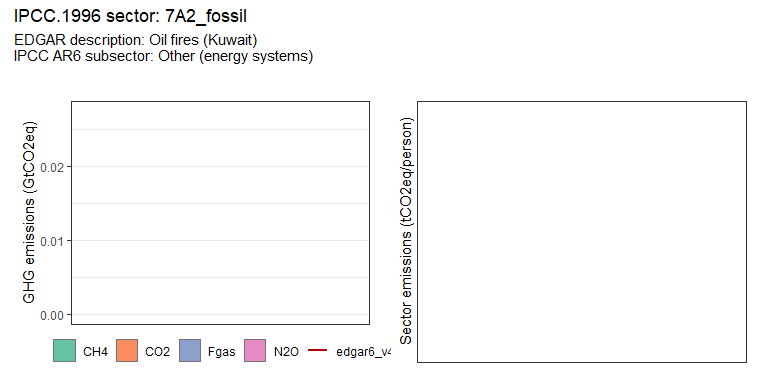 IPCC.1996 sector: 7A2_fossil
EDGAR description: Oil fires (Kuwait)
IPCC AR6 subsector: Other (energy systems)
GHG emissions (GtCO2eq)
0.02
0.01
0.00
Sector emissions (tCO2eq/person)
CH4 CO2 Fgas N2O edgar6_v4